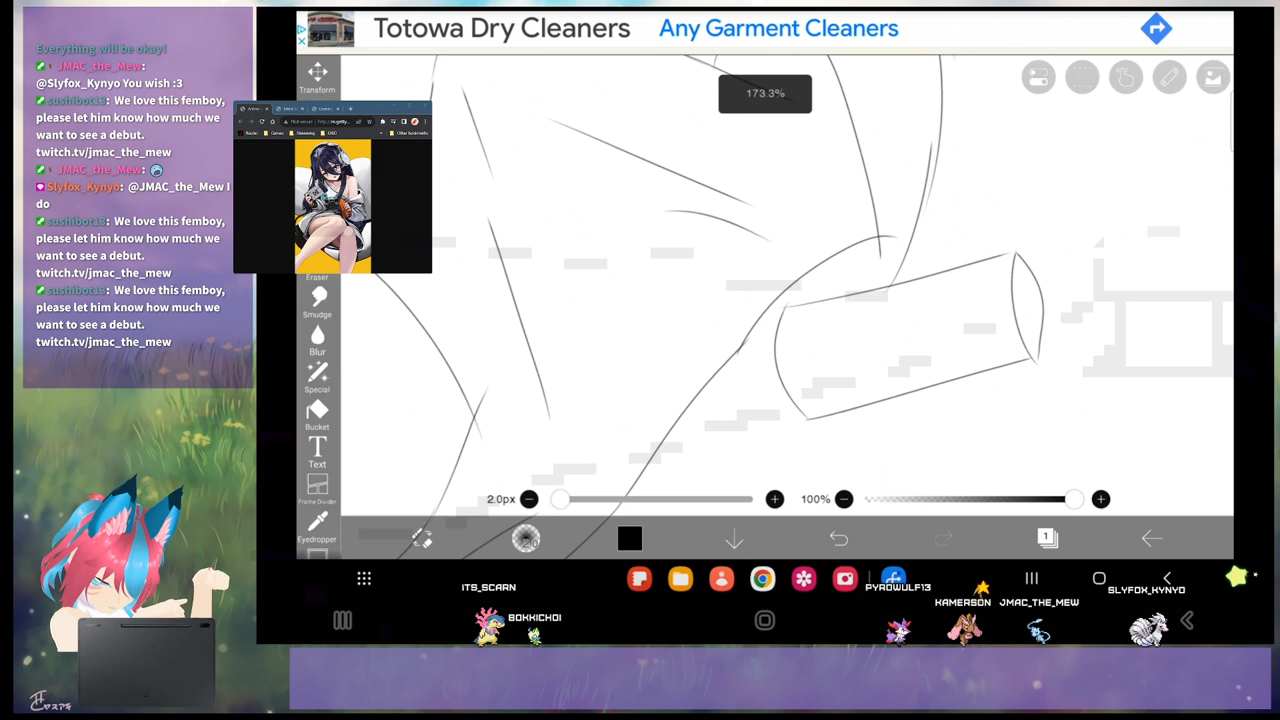 Everything will be okay!
JMAC_the_Mew:
@Slyfox_Kynyo You wish :3
sushibot15: We love this femboy,
please let him know how much we
want to see a debut.
twitch.tv/jmac_the_mew
JMAC_the_Mew:
Slyfox_Kynyo: @JMAC_the_Mew I
do
sushibot15: We love this femboy,
please let him know how much we
want to see a debut.
twitch.tv/jmac_the_mew
sushibot15: We love this femboy,
please let him know how much we
want to see a debut.
twitch.tv/jmac_the_mew
Totowa Dry Cleaners
Any Garment Cleaners
173.3%
Transform
Other bookmarks
Eraser
Smudge
Blur
Special
Bucket
Text
Frame Divider
Eyedropper
2.0px
100%
1
iTS_SCARN
BOKKICHOI
PYROWULF13
KAMERSON
JMAC_THE_MEW
SLYFOX_KYNYO